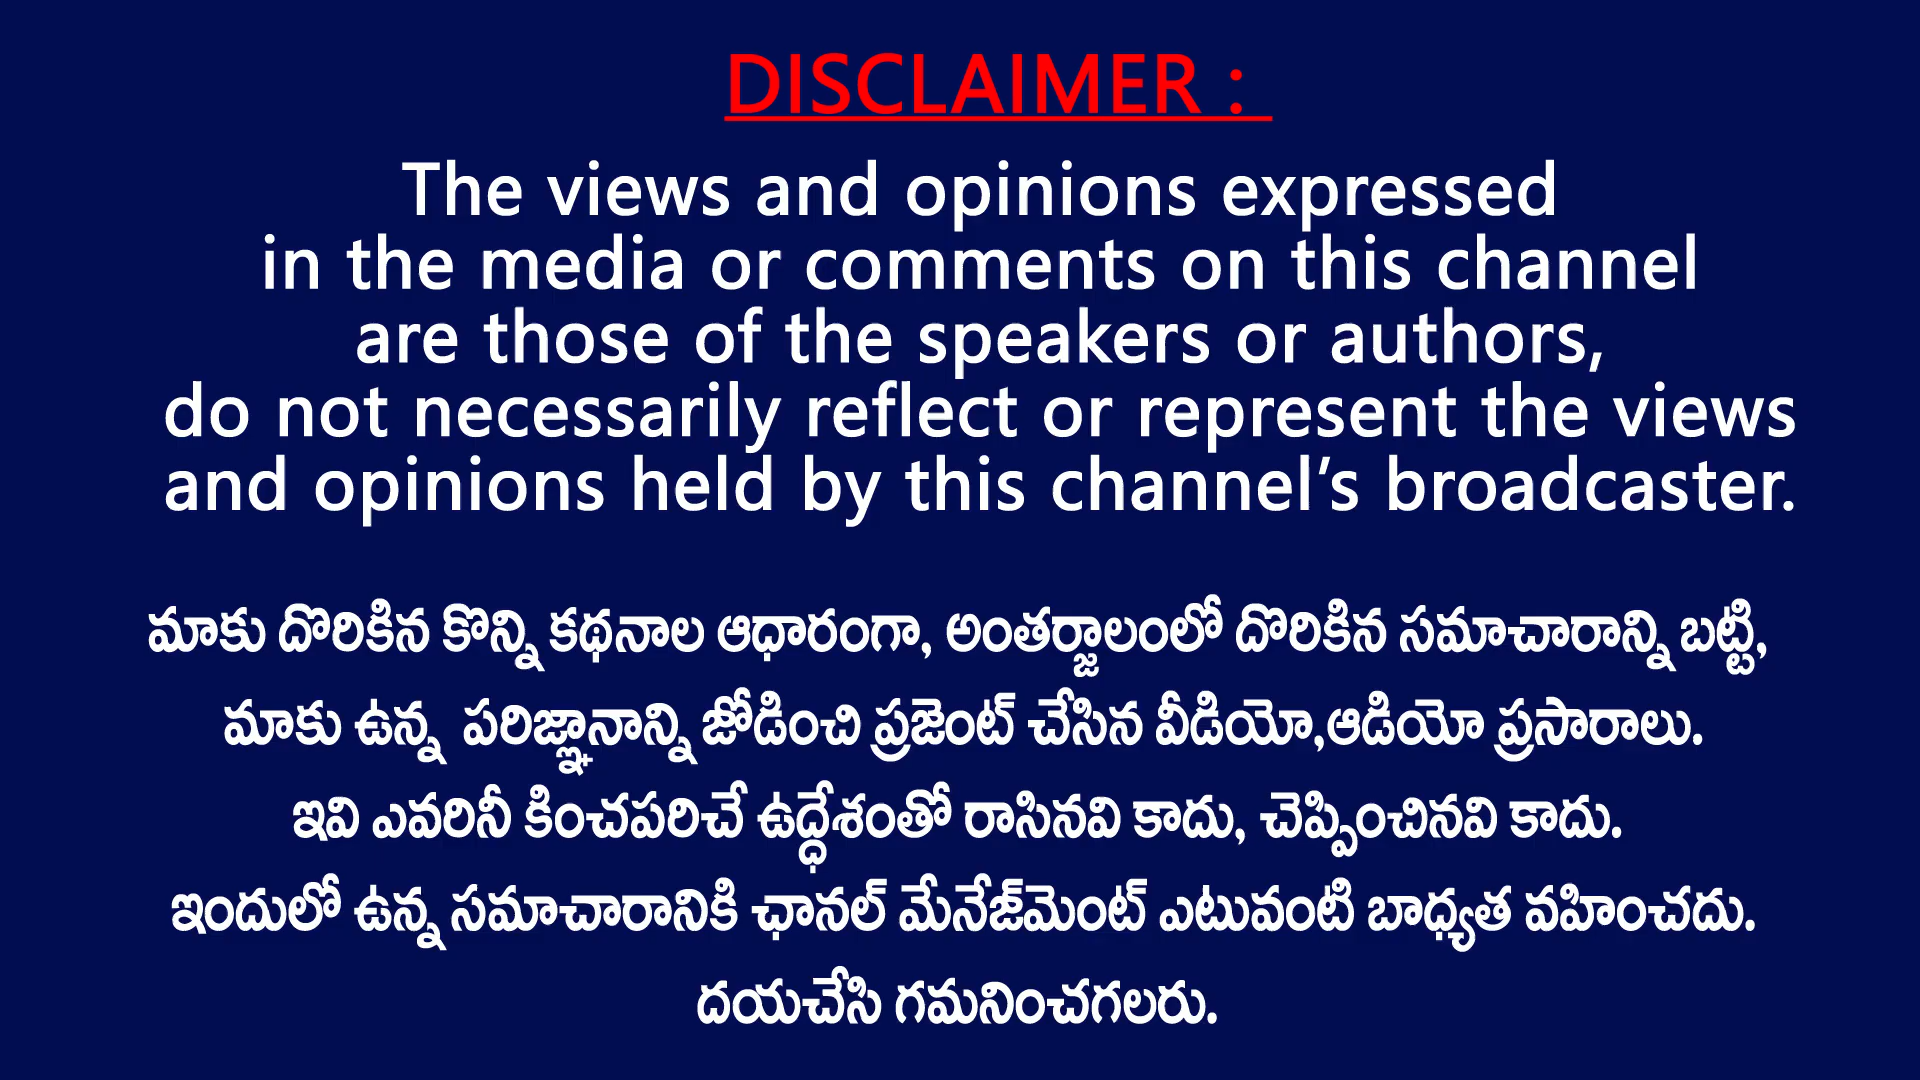 DISCLAIMER :
The views and opinions expressed
in the media or comments on this channel
are those of the speakers or authors,
do not necessarily reflect or represent the views
and opinions held by this channel’s broadcaster.
మాకు దొరికిన కొన్ని కథనాల ఆధారంగా, అంతర్జాలంలో దొరికిన సమాచారాన్ని బట్టి,
మాకు ఉన్న పరిజ్ఞానాన్ని జోడించి ప్రజెంట్ చేసిన వీడియో,ఆడియో ప్రసారాలు.
ఇవి ఎవరినీ కించపరిచే ఉద్ధేశంతో రాసినవి కాదు, చెప్పించినవి కాదు.
ఇందులో ఉన్న సమాచారానికి ఛానల్ మేనేజ్‌మెంట్ ఎటువంటి బాధ్యత వహించదు.
దయచేసి గమనించగలరు.